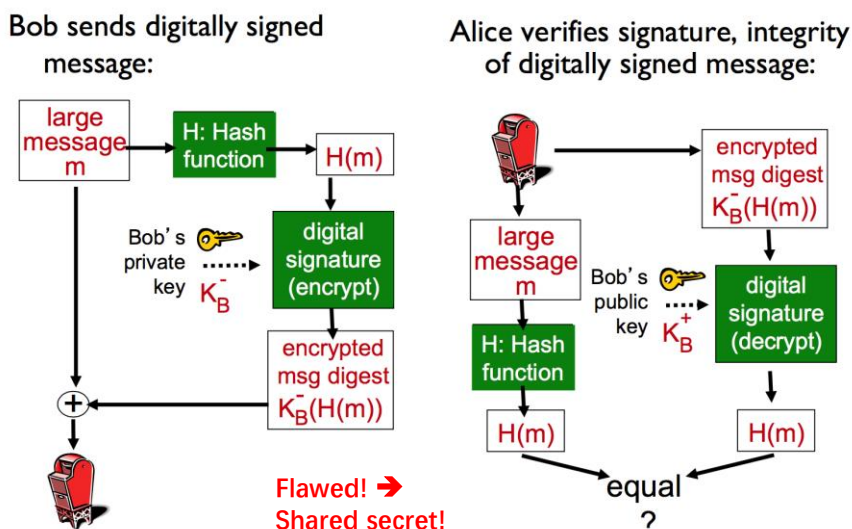 Bob sends digitally signed
message:
large
message
m
H: Hash
function
H(m)
Bob's
private
key
K_B^-
digital
signature
(encrypt)
encrypted
msg digest
K_B^-(H(m))
+
Flawed! ➔
Shared secret!
Alice verifies signature, integrity
of digitally signed message:
encrypted
msg digest
K_B^-(H(m))
large
message
m
Bob's
public
key
K_B^+
digital
signature
(decrypt)
H: Hash
function
H(m)
H(m)
equal
?